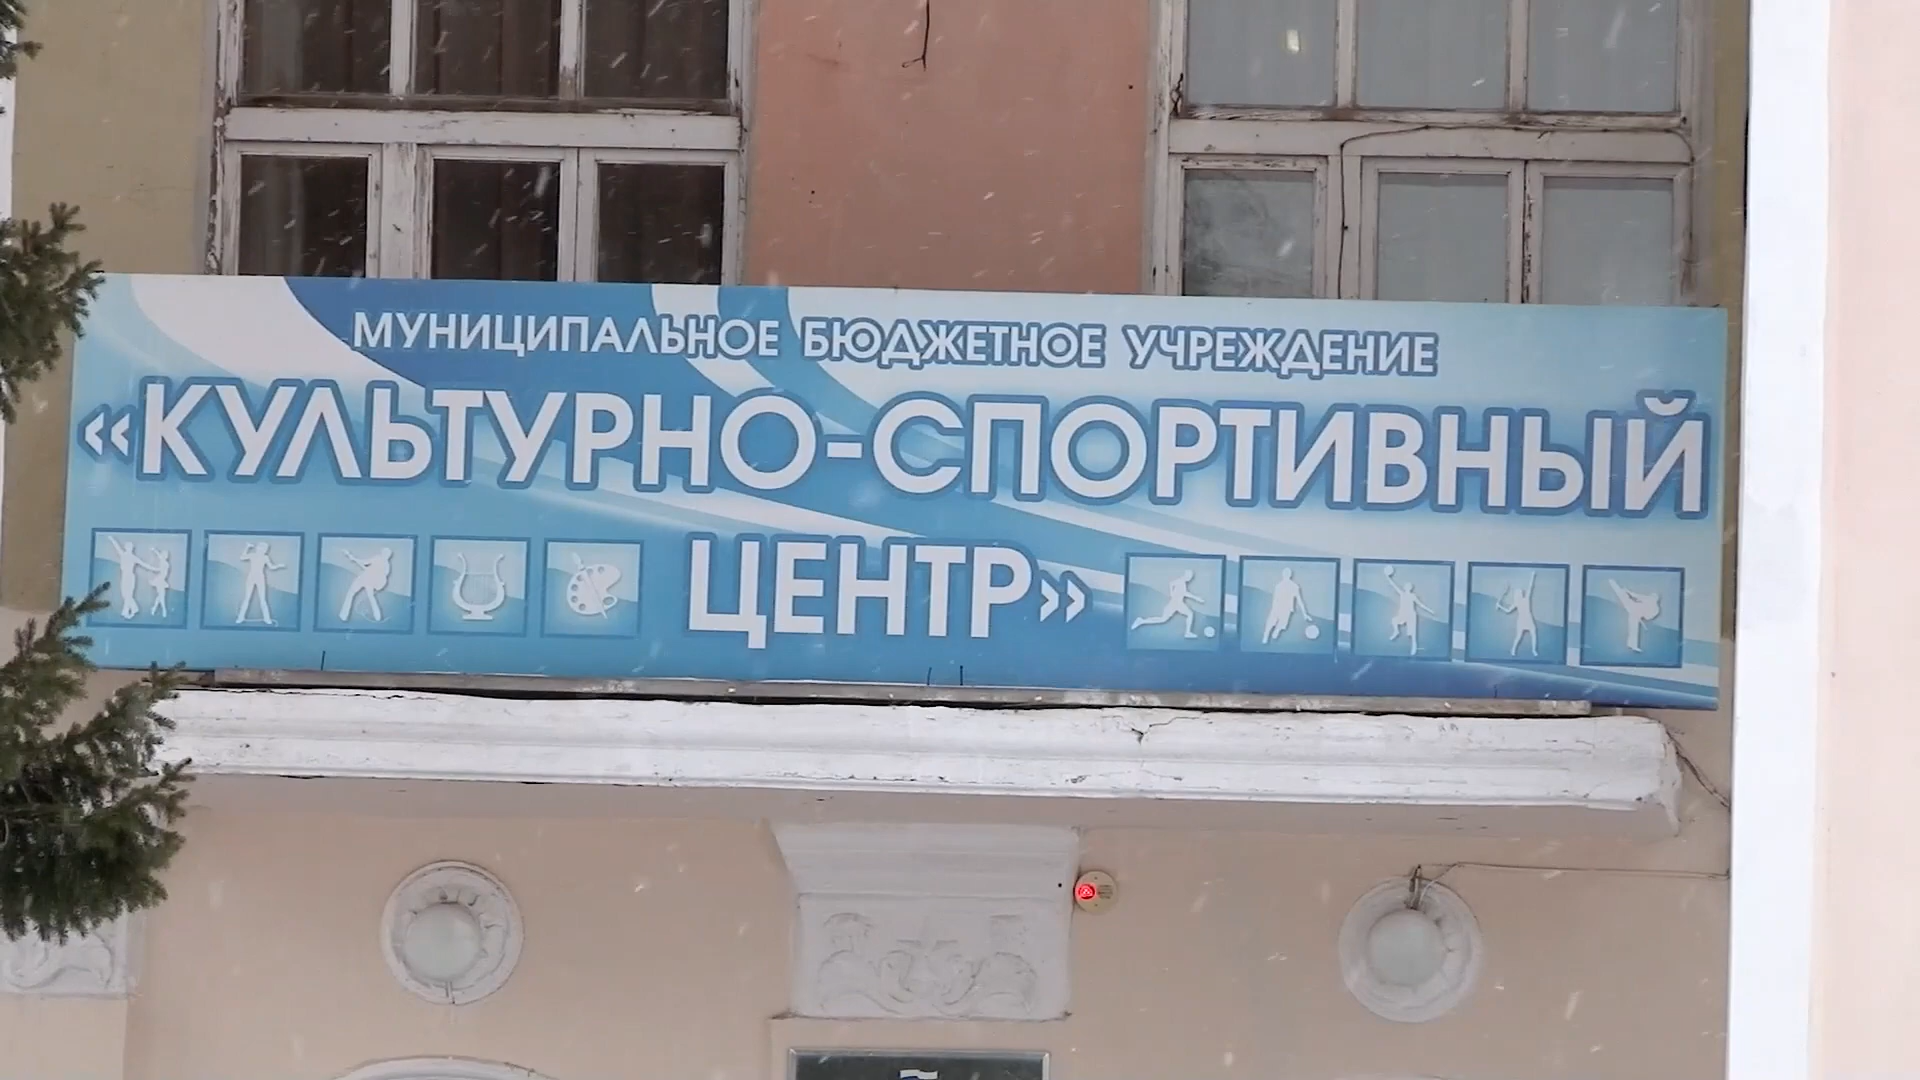 МУНИЦИПАЛЬНОЕ БЮДЖЕТНОЕ УЧРЕЖДЕНИЕ
«КУЛЬТУРНО-СПОРТИВНЫЙ
ЦЕНТР»